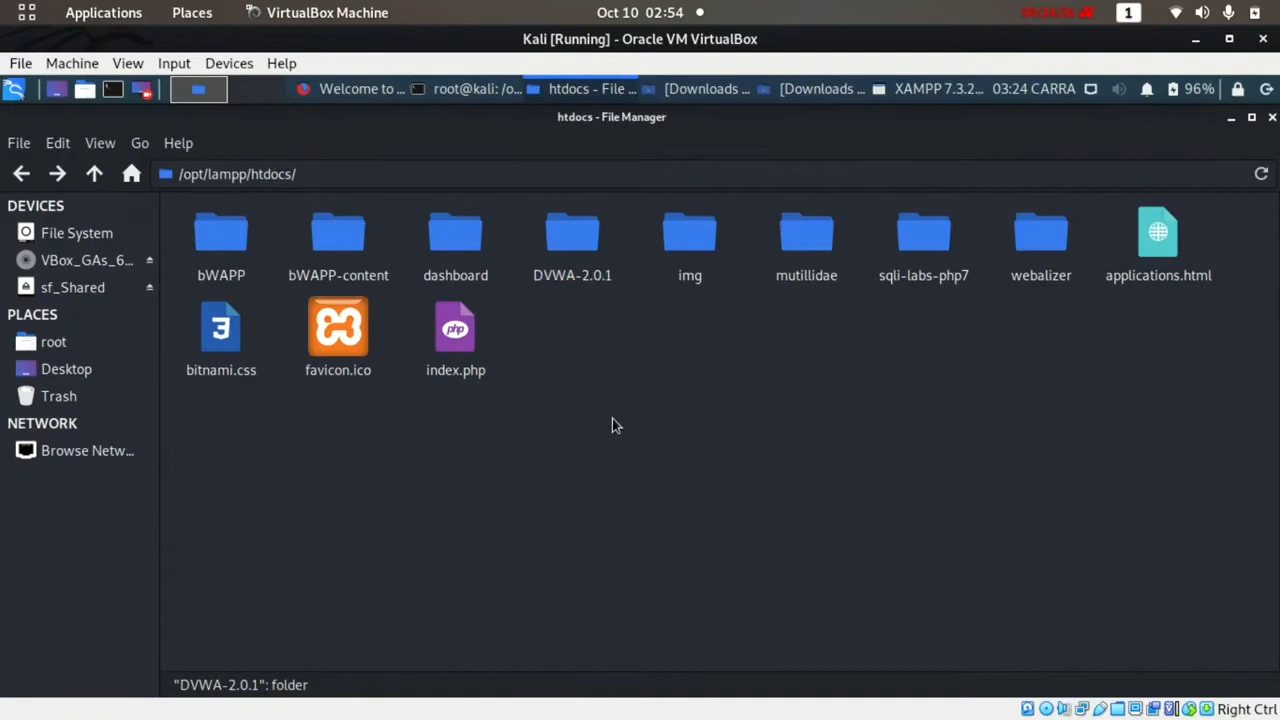 Applications Places VirtualBox Machine Oct 10 02:54 1
Kali [Running] - Oracle VM VirtualBox
File Machine View Input Devices Help
Welcome to ... root@kali: /o... htdocs - File ... [Downloads ... [Downloads ... XAMPP 7.3.2... 03:24 CARRA 96%
htdocs - File Manager
File Edit View Go Help
/opt/lampp/htdocs/
DEVICES
File System
VBox_GAs_6...
sf_Shared
PLACES
root
Desktop
Trash
NETWORK
Browse Netw...
bWAPP bWAPP-content dashboard DVWA-2.0.1 img mutillidae sqli-labs-php7 webalizer applications.html
3 php
bitnami.css favicon.ico index.php
"DVWA-2.0.1": folder
Right Ctrl